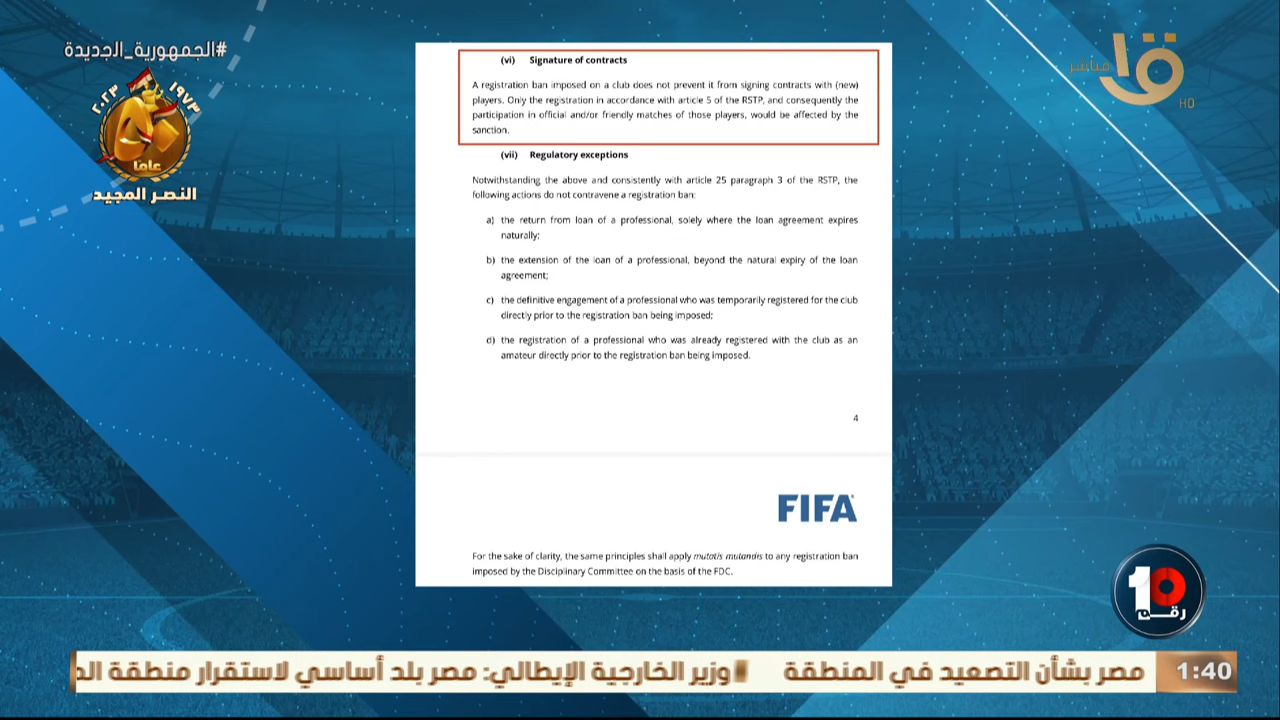 #الجمهورية_الجديدة
١٩٧٣
٢٠٢٣
عامًا
النصر المجيد
مباشر
HD
(vi) Signature of contracts
A registration ban imposed on a club does not prevent it from signing contracts with (new)
players. Only the registration in accordance with article 5 of the RSTP, and consequently the
participation in official and/or friendly matches of those players, would be affected by the
sanction.
(vii) Regulatory exceptions
Notwithstanding the above and consistently with article 25 paragraph 3 of the RSTP, the
following actions do not contravene a registration ban:
a) the return from loan of a professional, solely where the loan agreement expires
naturally;
b) the extension of the loan of a professional, beyond the natural expiry of the loan
agreement;
c) the definitive engagement of a professional who was temporarily registered for the club
directly prior to the registration ban being imposed;
d) the registration of a professional who was already registered with the club as an
amateur directly prior to the registration ban being imposed.
4
FIFA
For the sake of clarity, the same principles shall apply mutatis mutandis to any registration ban
imposed by the Disciplinary Committee on the basis of the FDC.
10
رقم
مصر بشأن التصعيد في المنطقة وزير الخارجية الإيطالي: مصر بلد أساسي لاستقرار منطقة
1:40